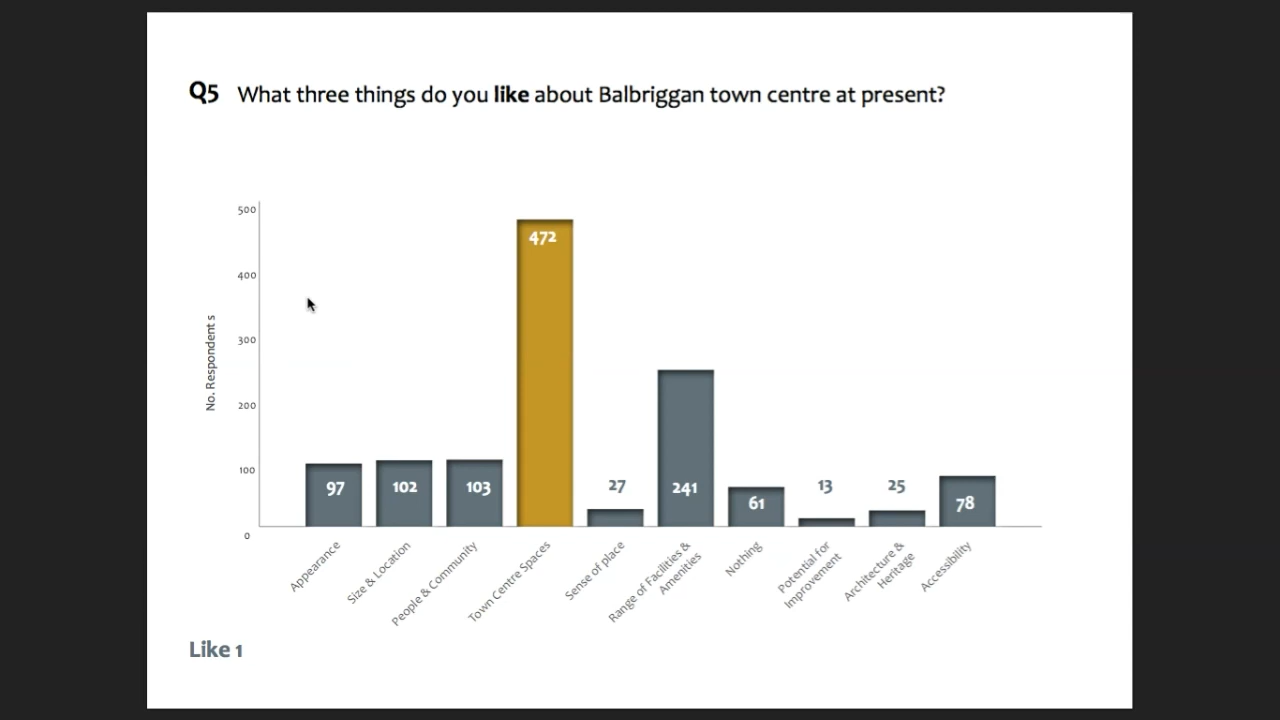 Q5 What three things do you like about Balbriggan town centre at present?
500
400
300
200
100
0
No. Respondent s
97
102
103
472
27
241
61
13
25
78
Appearance
Size & Location
People & Community
Town Centre Spaces
Sense of place
Range of Facilities &
Amenities
Nothing
Potential for
Improvement
Architecture &
Heritage
Accessibility
Like 1